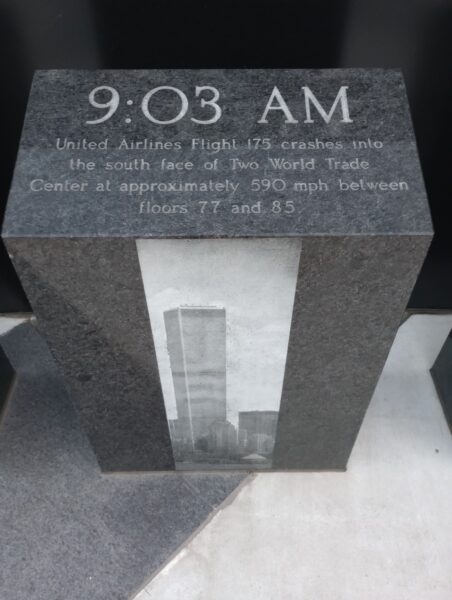 9:03 AM
United Airlines Flight 175 crashes into
the south face of Two World Trade
Center at approximately 590 mph between
floors 77 and 85